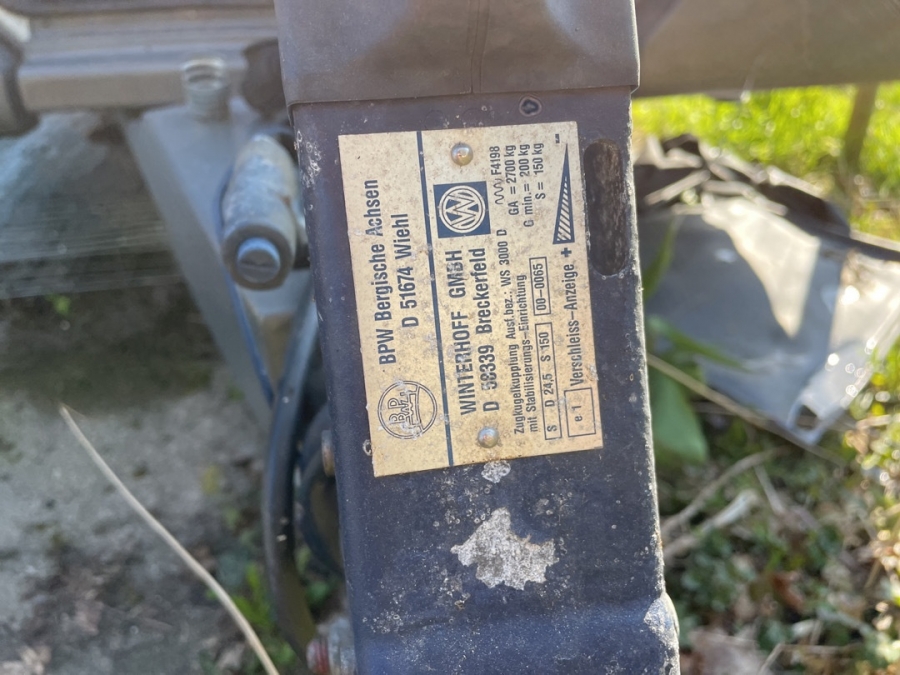 BPW Bergische Achsen
D 51674 Wiehl
BPW
WINTERHOFF GMBH
D 58339 Breckerfeld
W
Zugkugelkupplung Ausf.bez.: WS 3000 D
mit Stabilisierungs-Einrichtung
F4198
GA = 2700 kg
G min. = 200 kg
S = 150 kg
S D 24,5 S 150 00-0065
e 1 Verschleiss-Anzeige + -